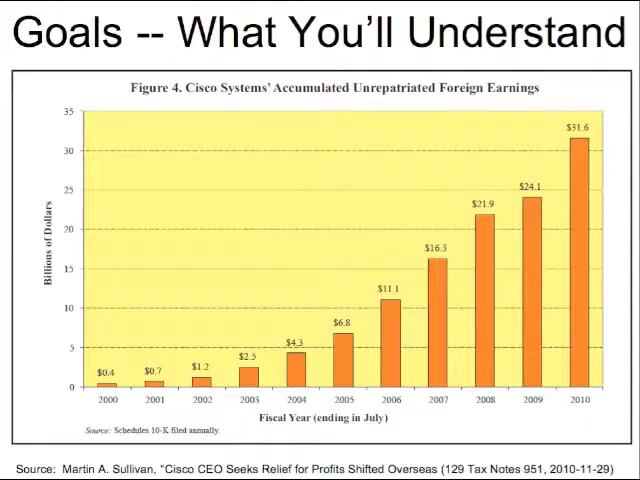 Goals -- What You'll Understand
Figure 4. Cisco Systems' Accumulated Unrepatriated Foreign Earnings
Billions of Dollars
35
30
25
20
15
10
5
0
$0.4
$0.7
$1.2
$2.5
$4.3
$6.8
$11.1
$16.3
$21.9
$24.1
$31.6
2000 2001 2002 2003 2004 2005 2006 2007 2008 2009 2010
Fiscal Year (ending in July)
Source: Schedules 10-K filed annually.
Source: Martin A. Sullivan, "Cisco CEO Seeks Relief for Profits Shifted Overseas (129 Tax Notes 951, 2010-11-29)